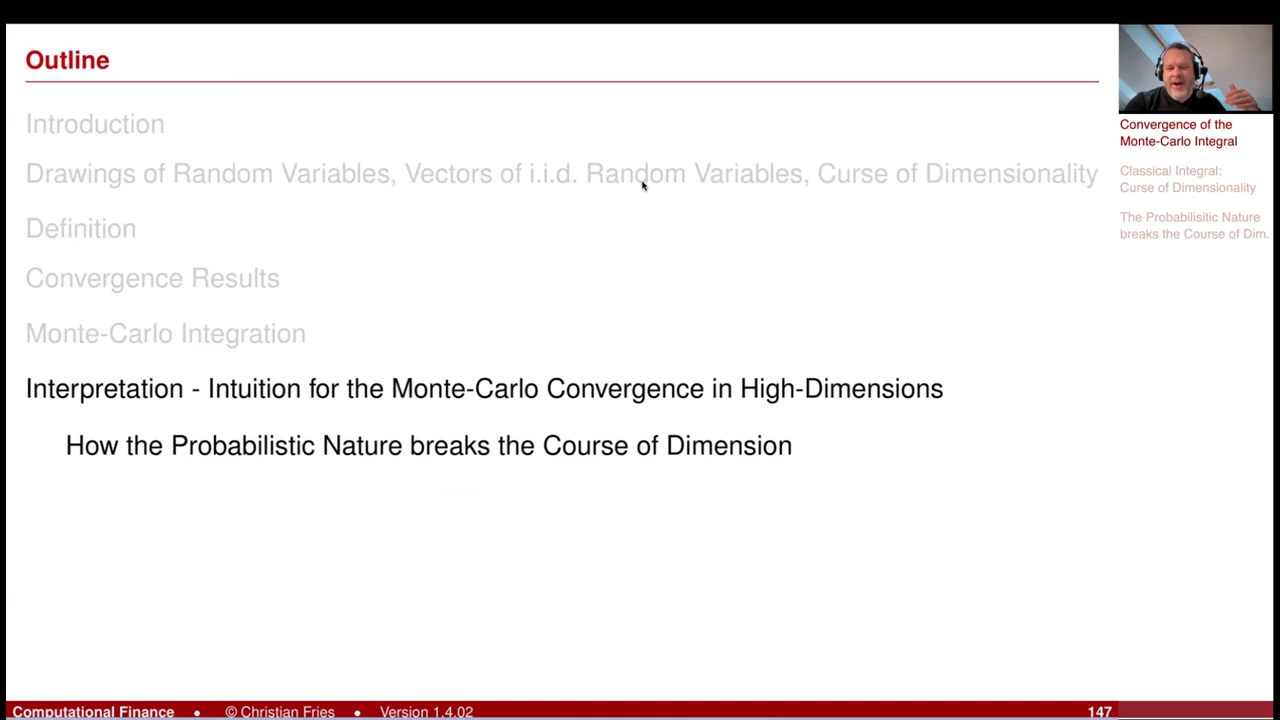 Outline
Introduction
Drawings of Random Variables, Vectors of i.i.d. Random Variables, Curse of Dimensionality
Definition
Convergence Results
Monte-Carlo Integration
Interpretation - Intuition for the Monte-Carlo Convergence in High-Dimensions
How the Probabilistic Nature breaks the Course of Dimension
Convergence of the
Monte-Carlo Integral
Classical Integral:
Curse of Dimensionality
The Probabilisitic Nature
breaks the Course of Dim.
Computational Finance • © Christian Fries • Version 1.4.02 147